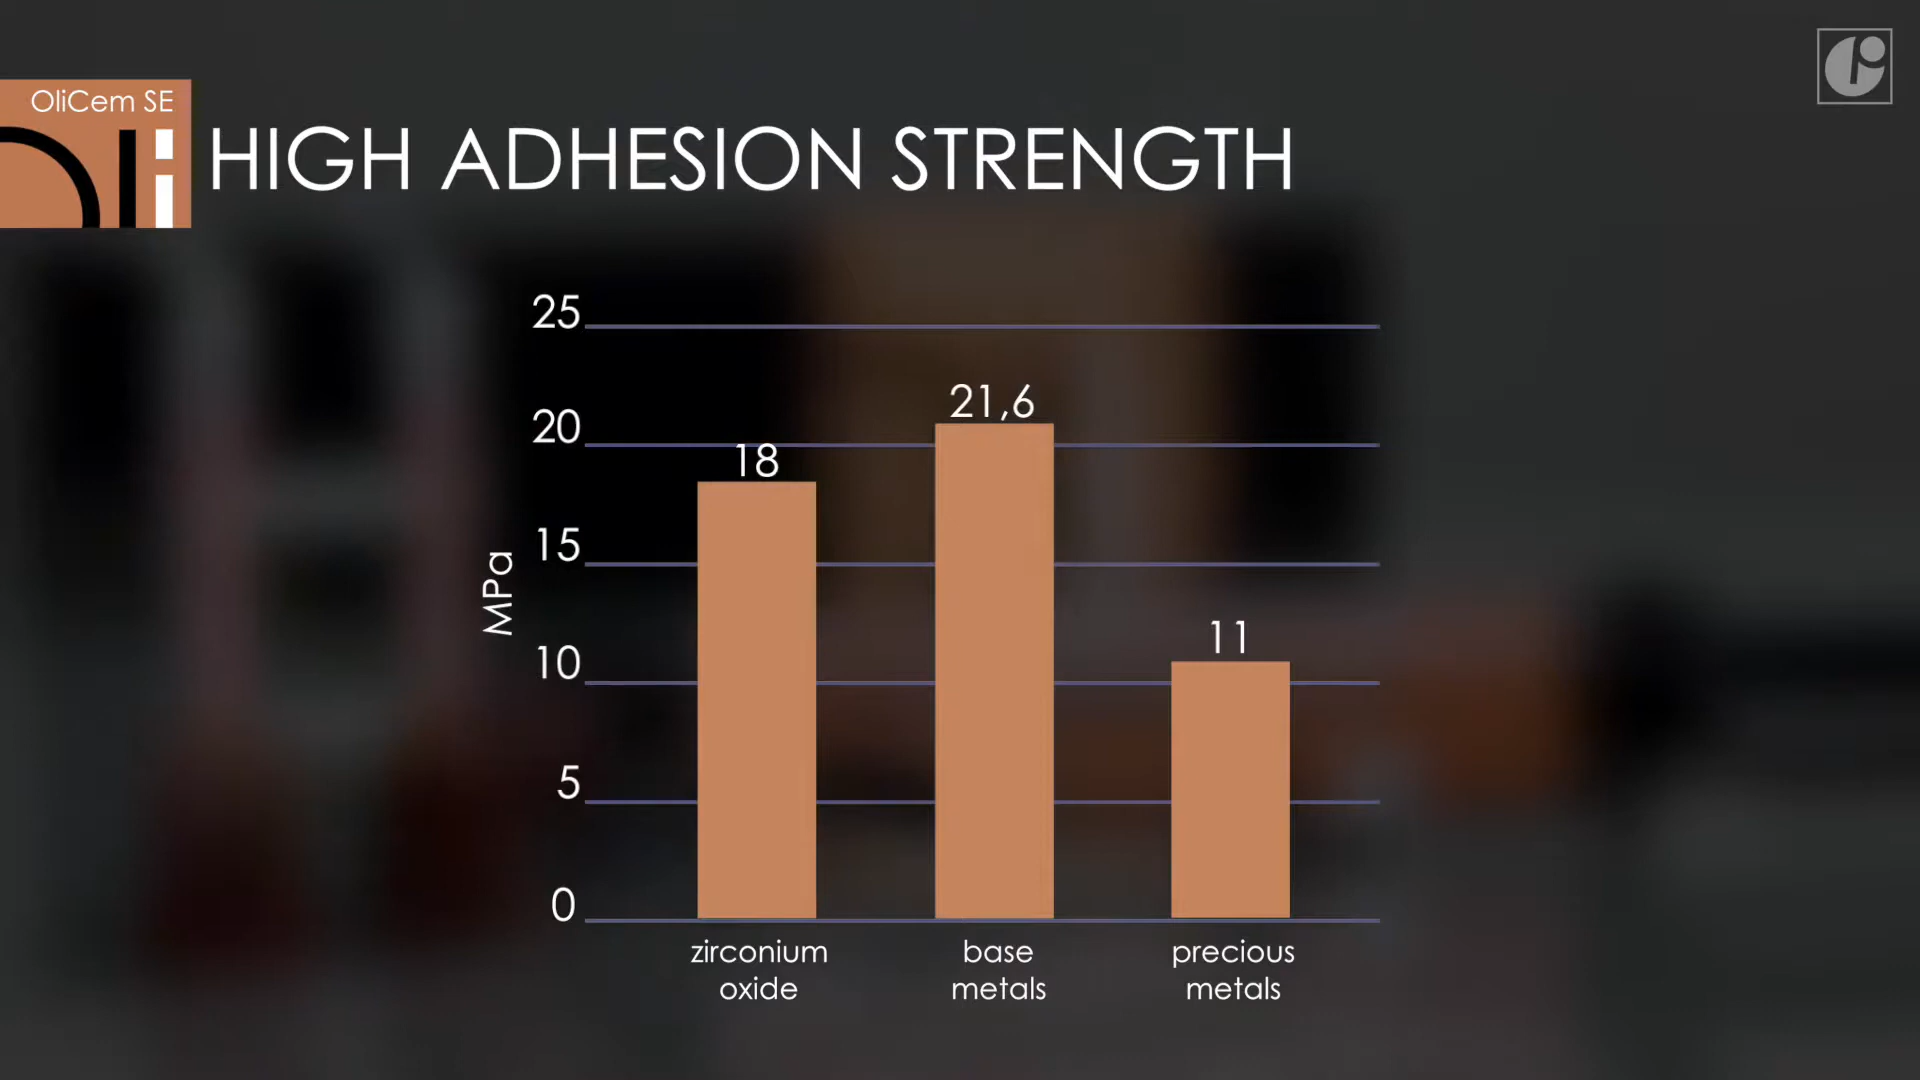 OliCem SE
Oli
HIGH ADHESION STRENGTH
25
20
15
10
5
0
MPa
18
21,6
11
zirconium
oxide
base
metals
precious
metals